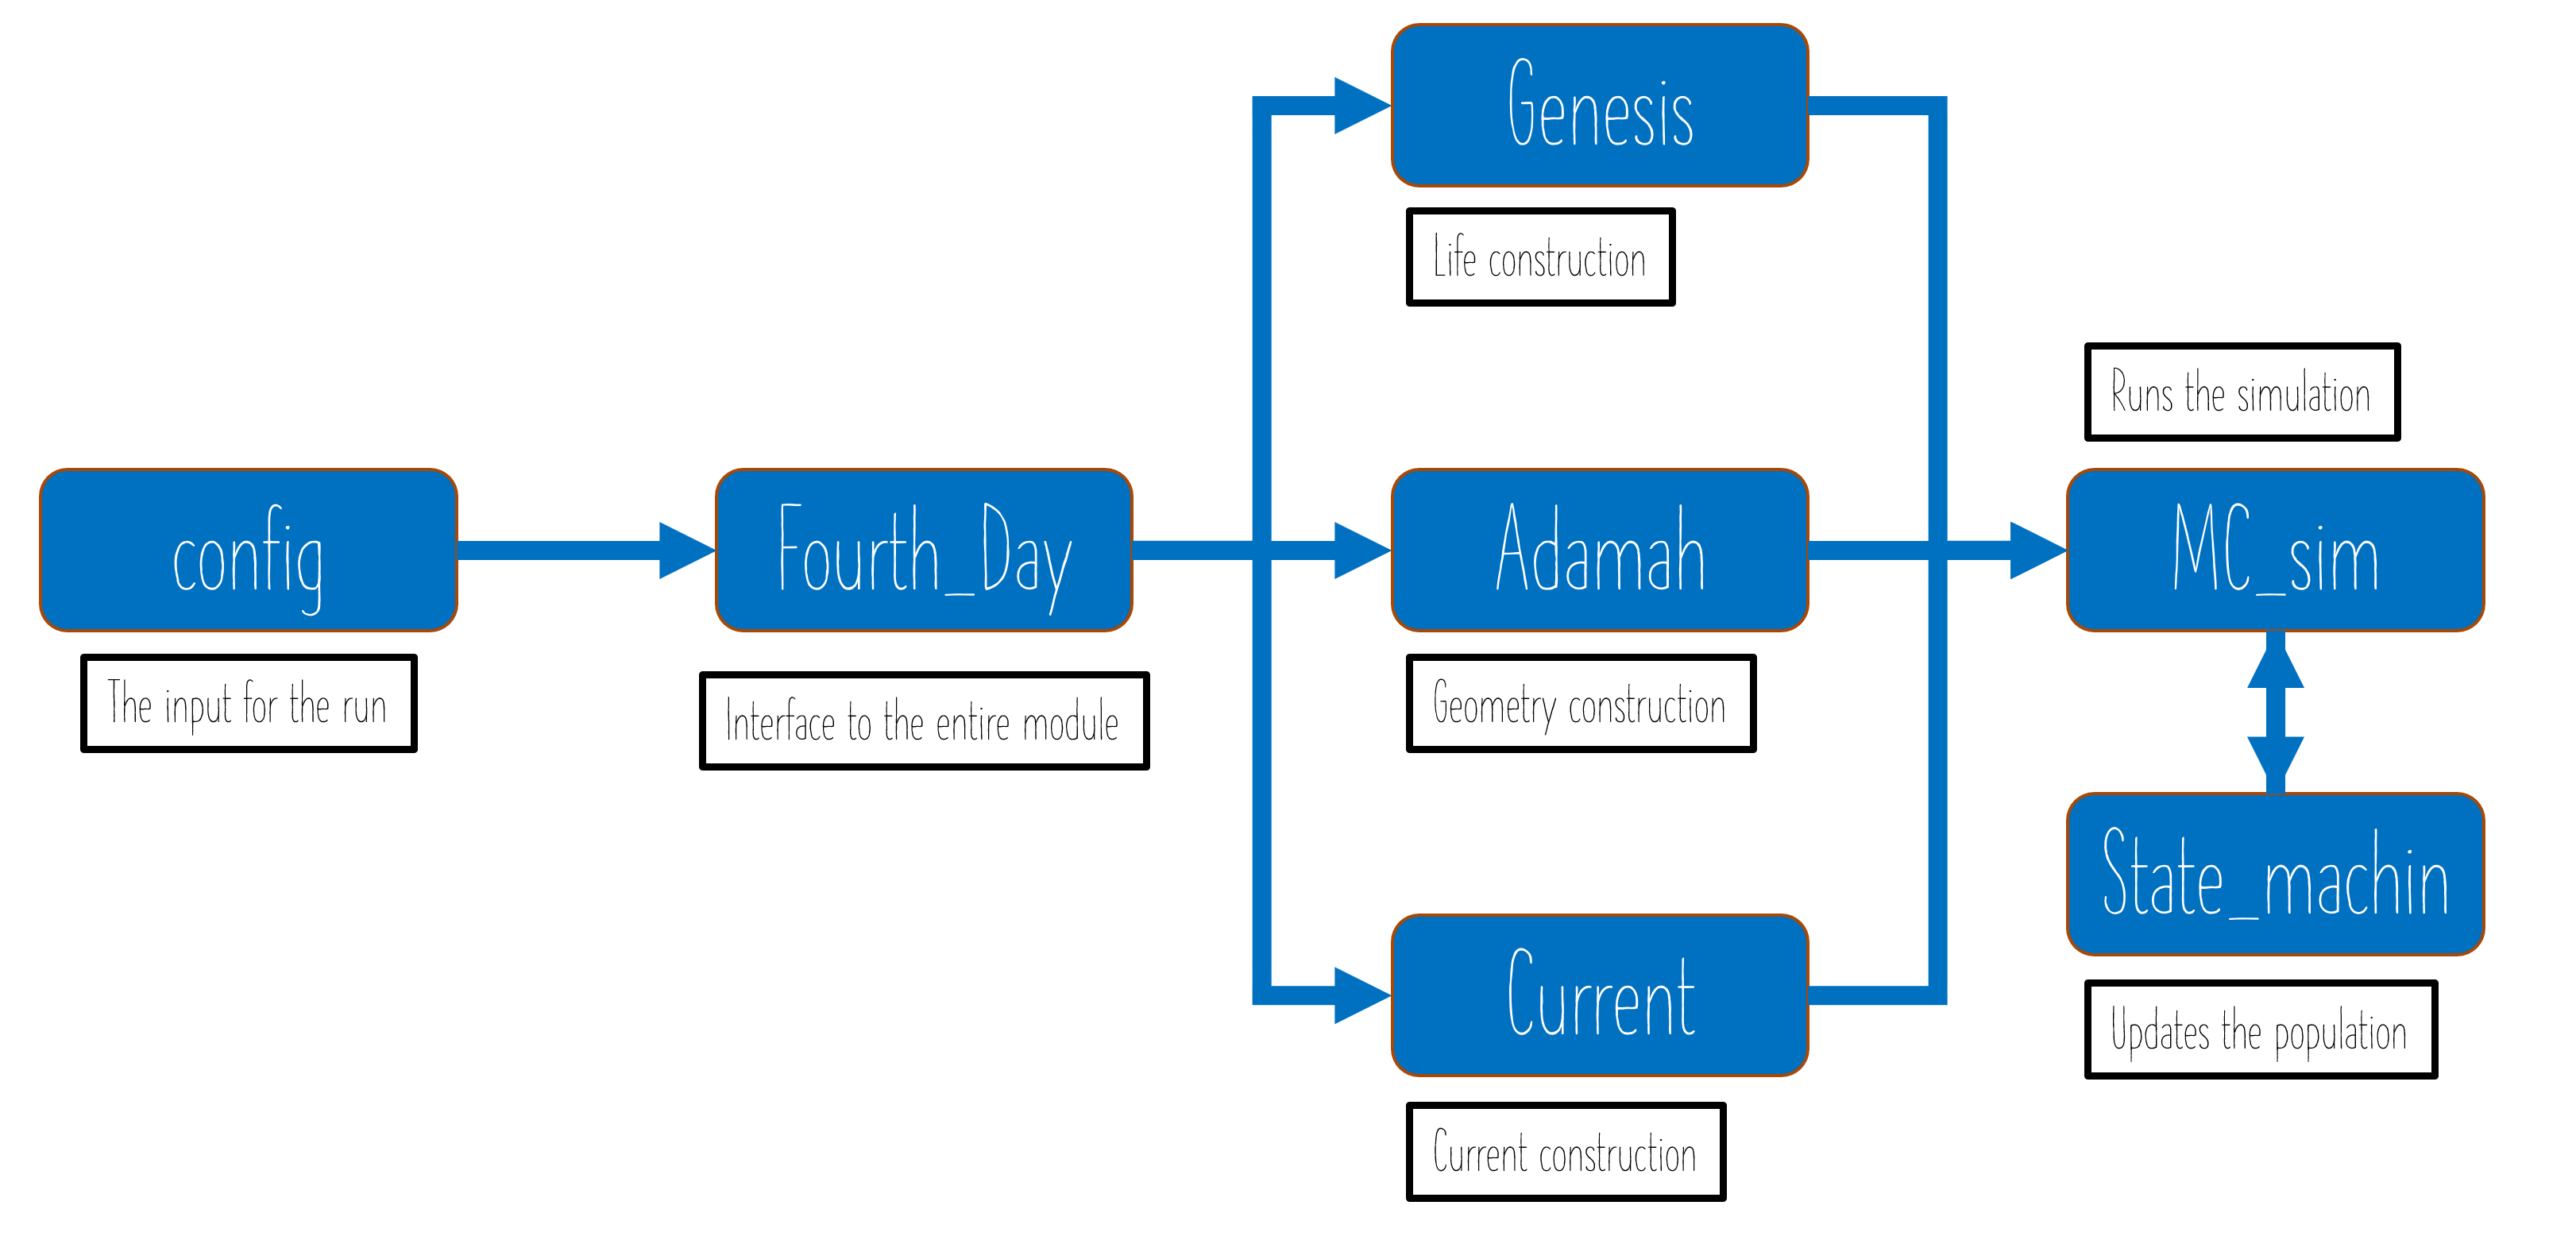 Genesis
Life construction
Runs the simulation
config
Fourth_Day
Adamah
MC_sim
The input for the run
Interface to the entire module
Geometry construction
State_machin
Current
Updates the population
Current construction